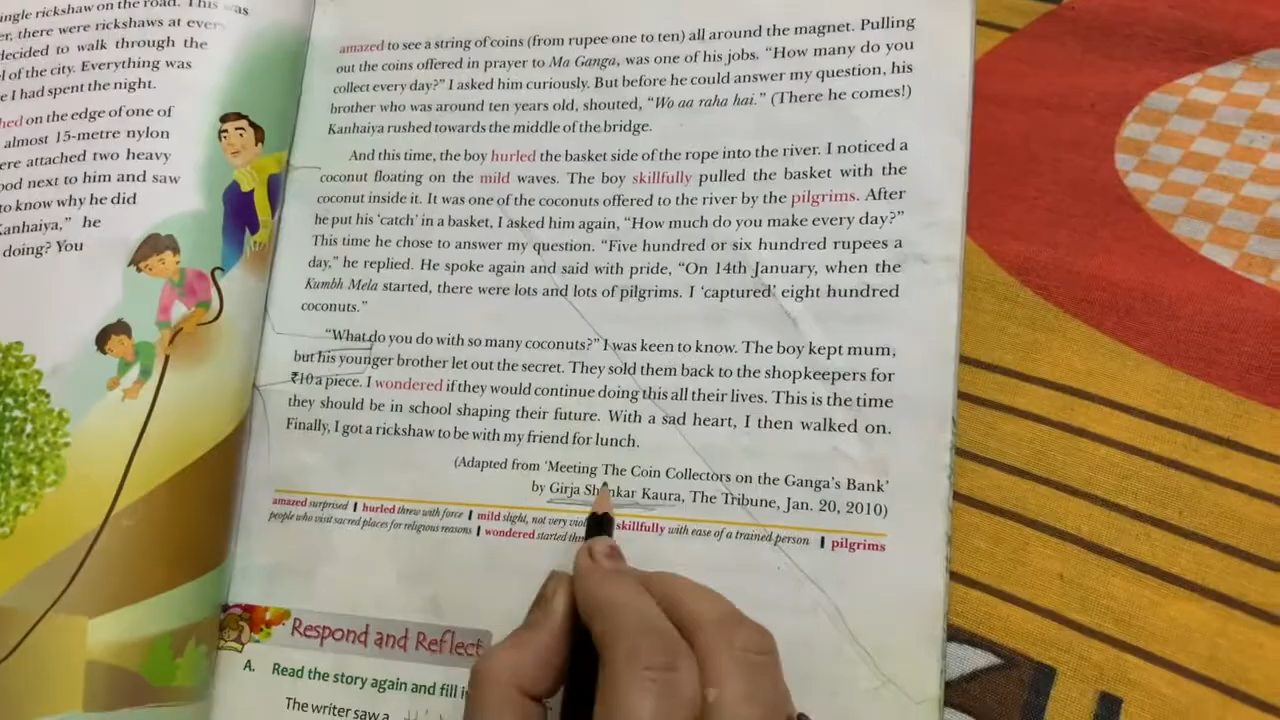 ingle rickshaw on the road. This was
er, there were rickshaws at every
decided to walk through the
l of the city. Everything was
e I had spent the night.
hed on the edge of one of
almost 15-metre nylon
ere attached two heavy
ood next to him and saw
to know why he did
Kanhaiya,” he
doing? You
amazed to see a string of coins (from rupee one to ten) all around the magnet. Pulling
out the coins offered in prayer to Ma Ganga, was one of his jobs. “How many do you
collect every day?” I asked him curiously. But before he could answer my question, his
brother who was around ten years old, shouted, “Wo aa raha hai.” (There he comes!)
Kanhaiya rushed towards the middle of the bridge.
And this time, the boy hurled the basket side of the rope into the river. I noticed a
coconut floating on the mild waves. The boy skillfully pulled the basket with the
coconut inside it. It was one of the coconuts offered to the river by the pilgrims. After
he put his ‘catch’ in a basket, I asked him again, “How much do you make every day?”
This time he chose to answer my question. “Five hundred or six hundred rupees a
day,” he replied. He spoke again and said with pride, “On 14th January, when the
Kumbh Mela started, there were lots and lots of pilgrims. I ‘captured’ eight hundred
coconuts.”
“What do you do with so many coconuts?” I was keen to know. The boy kept mum,
but his younger brother let out the secret. They sold them back to the shopkeepers for
₹10 a piece. I wondered if they would continue doing this all their lives. This is the time
they should be in school shaping their future. With a sad heart, I then walked on.
Finally, I got a rickshaw to be with my friend for lunch.
(Adapted from ‘Meeting The Coin Collectors on the Ganga’s Bank’
by Girja Shankar Kaura, The Tribune, Jan. 20, 2010)
amazed surprised | hurled threw with force | mild slight, not very skillfully with ease of a trained person | pilgrims
people who visit sacred places for religious reasons | wondered started
Respond and Reflect
A. Read the story again and fill
The writer saw a